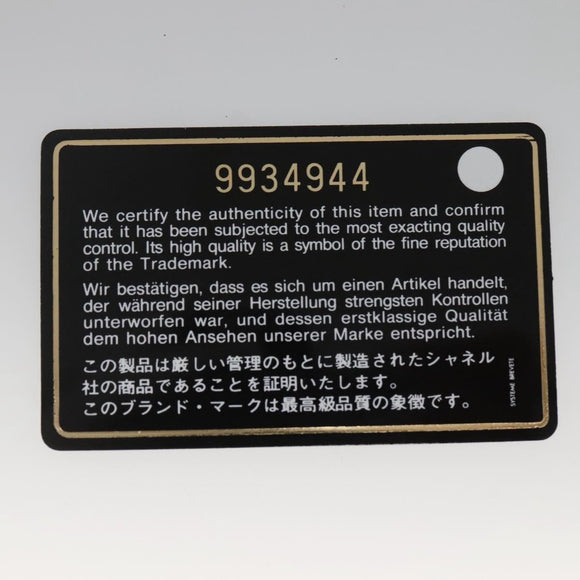 9934944
We certify the authenticity of this item and confirm
that it has been subjected to the most exacting quality
control. Its high quality is a symbol of the fine reputation
of the Trademark.
Wir bestätigen, dass es sich um einen Artikel handelt,
der während seiner Herstellung strengsten Kontrollen
unterworfen war, und dessen erstklassige Qualität
dem hohen Ansehen unserer Marke entspricht.
この製品は厳しい管理のもとに製造されたシャネル
社の商品であることを証明いたします。
このブランド・マークは最高級品質の象徴です。
SYSTEME BREVETE